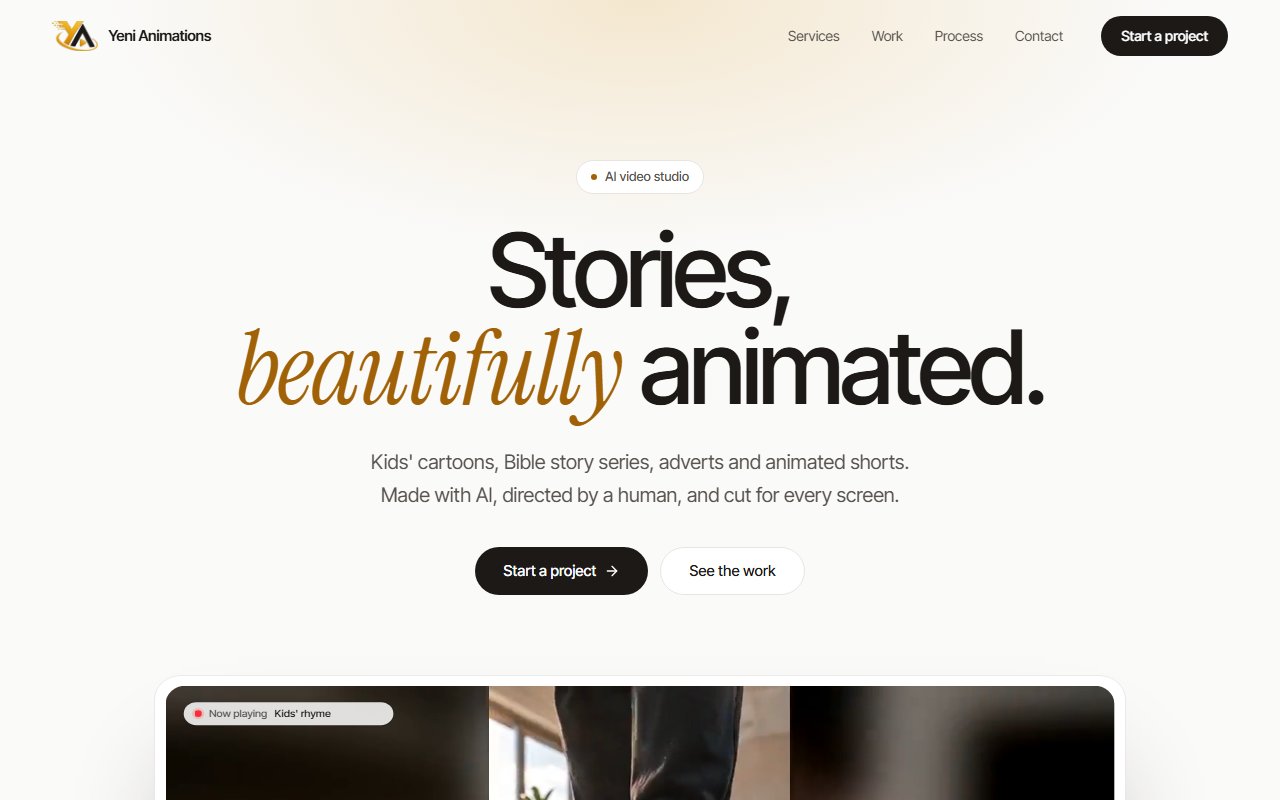 YA
Yeni Animations
Services
Work
Process
Contact
Start a project
AI video studio
Stories,
beautifully animated.
Kids' cartoons, Bible story series, adverts and animated shorts.
Made with AI, directed by a human, and cut for every screen.
Start a project →
See the work
Now playing Kids' rhyme